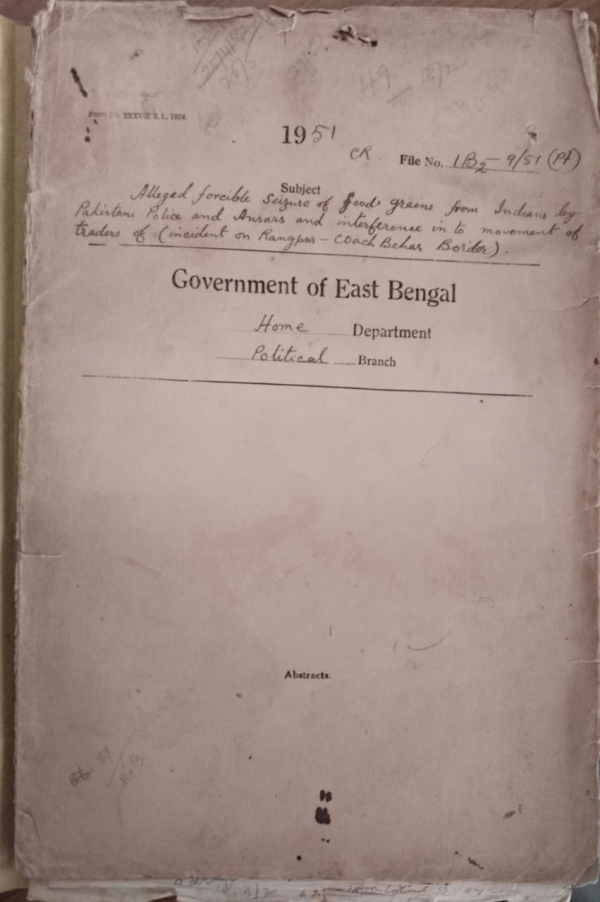 1951
CR. File No. 1B2-9/51 (Pt)
Subject
Alleged forcible Seizure of food grains from Indians by
Pakistani Police and Ansars and interference in to movement of
traders of (incident on Rangpur - Coach Behar Border).
Government of East Bengal
Home Department
Political Branch
Abstracts.